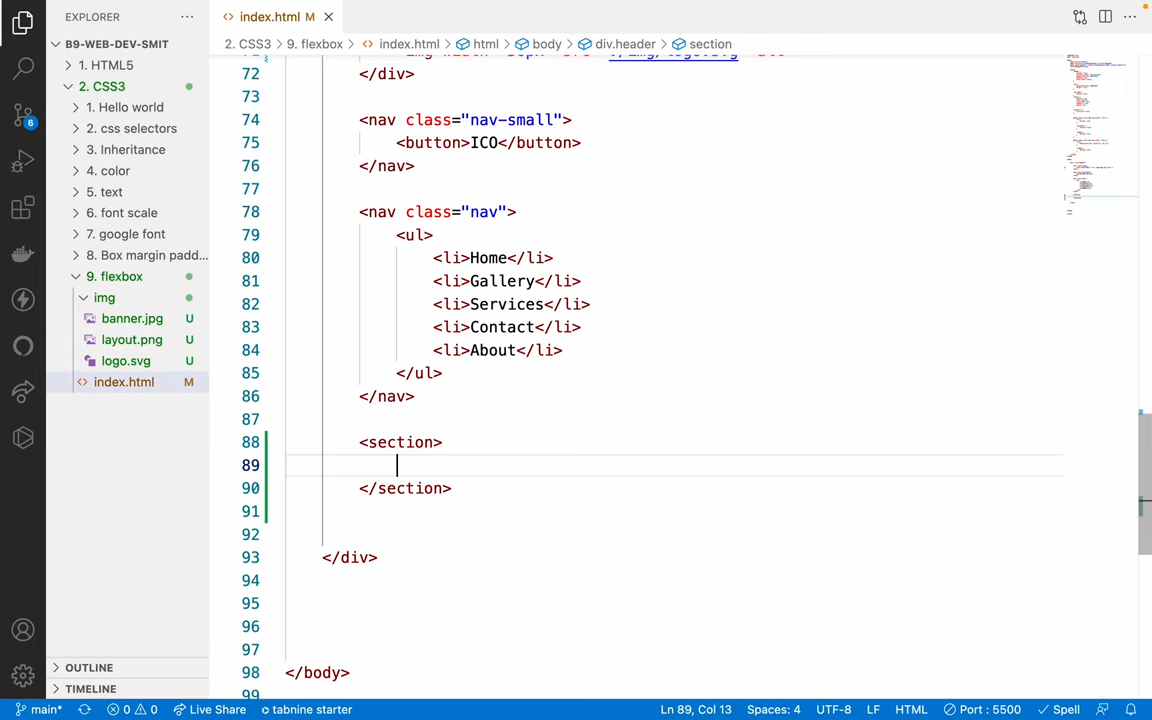 EXPLORER
index.html M
B9-WEB-DEV-SMIT
2. CSS3 > 9. flexbox > index.html > html > body > div.header > section
1. HTML5
2. CSS3
1. Hello world
2. css selectors
3. Inheritance
4. color
5. text
6. font scale
7. google font
8. Box margin padd...
9. flexbox
img
banner.jpg U
layout.png U
logo.svg U
index.html M
OUTLINE
TIMELINE
6
72 </div>
73
74 <nav class="nav-small">
75 <button>ICO</button>
76 </nav>
77
78 <nav class="nav">
79 <ul>
80 <li>Home</li>
81 <li>Gallery</li>
82 <li>Services</li>
83 <li>Contact</li>
84 <li>About</li>
85 </ul>
86 </nav>
87
88 <section>
89
90 </section>
91
92
93 </div>
94
95
96
97
98 </body>
99
main* 0 0 Live Share tabnine starter Ln 89, Col 13 Spaces: 4 UTF-8 LF HTML Port : 5500 Spell